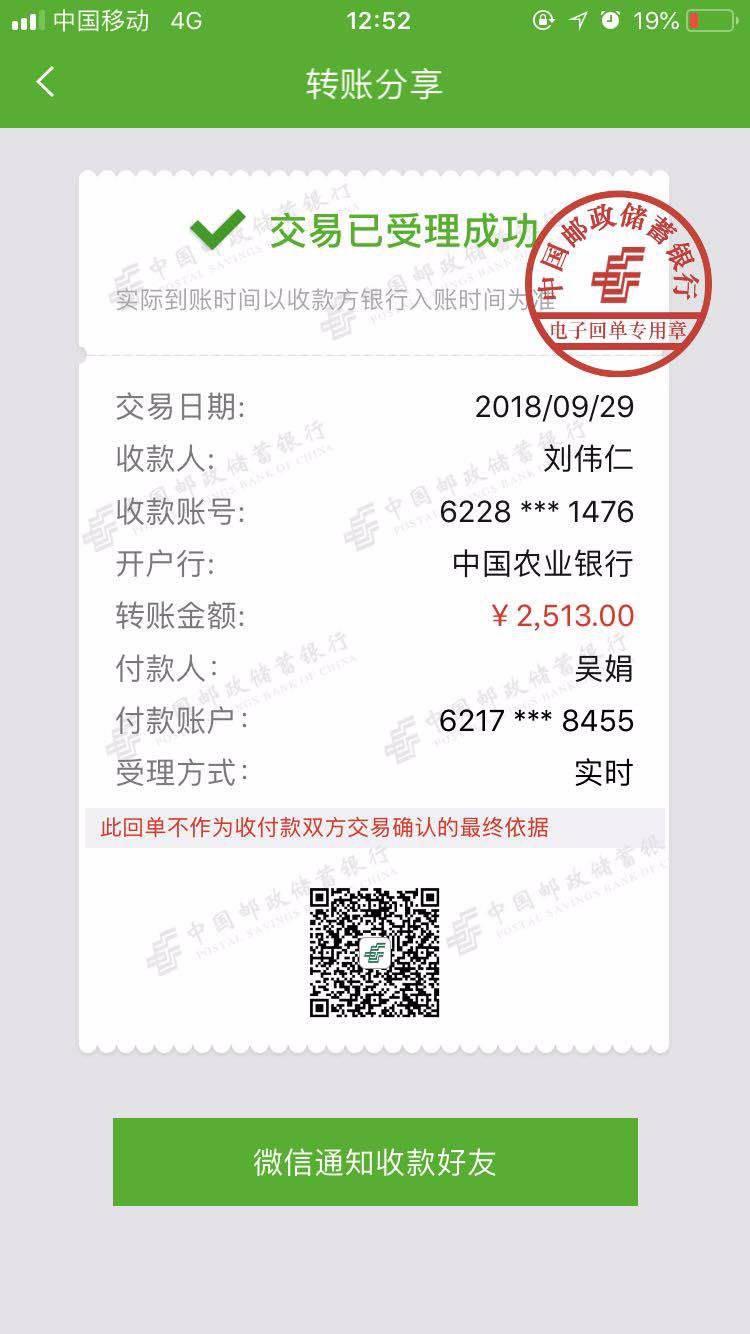 中国移动 4G 12:52 19%
转账分享
交易已受理成功
实际到账时间以收款方银行入账时间为准
中国邮政储蓄银行
电子回单专用章
交易日期: 2018/09/29
收款人: 刘伟仁
收款账号: 6228 *** 1476
开户行: 中国农业银行
转账金额: ¥2,513.00
付款人: 吴娟
付款账户: 6217 *** 8455
受理方式: 实时
此回单不作为收付款双方交易确认的最终依据
中国邮政储蓄银行
POSTAL SAVINGS BANK OF CHINA
微信通知收款好友